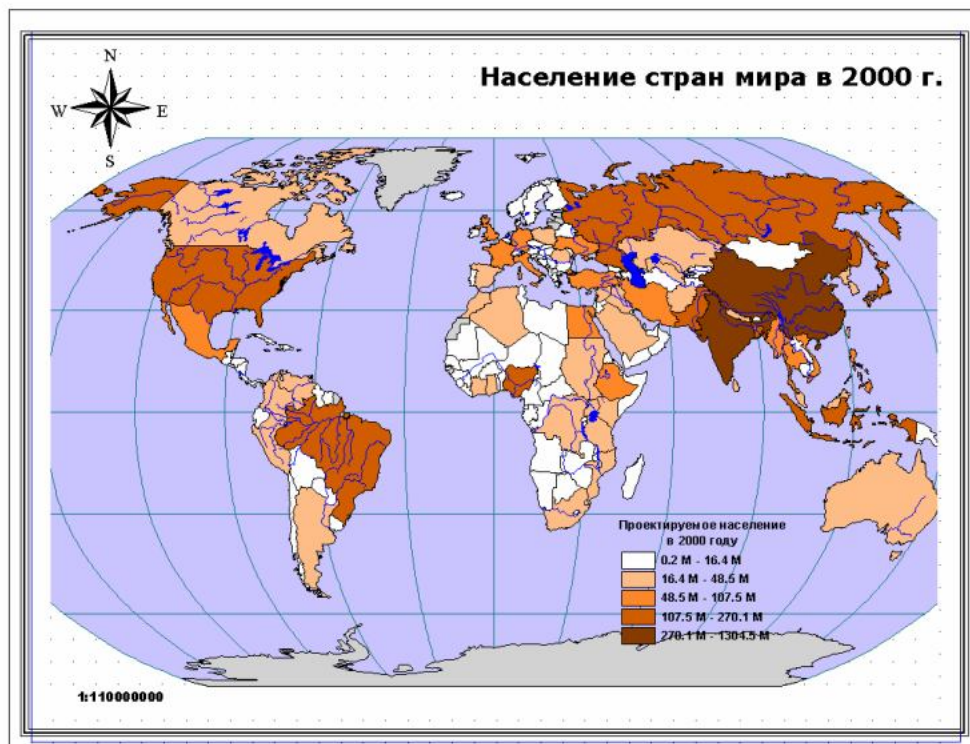 Население стран мира в 2000 г.
N
W
E
S
Проектируемое население
в 2000 году
0.2 M - 16.4 M
16.4 M - 48.5 M
48.5 M - 107.5 M
107.5 M - 270.1 M
270.1 M - 1304.5 M
1:110000000